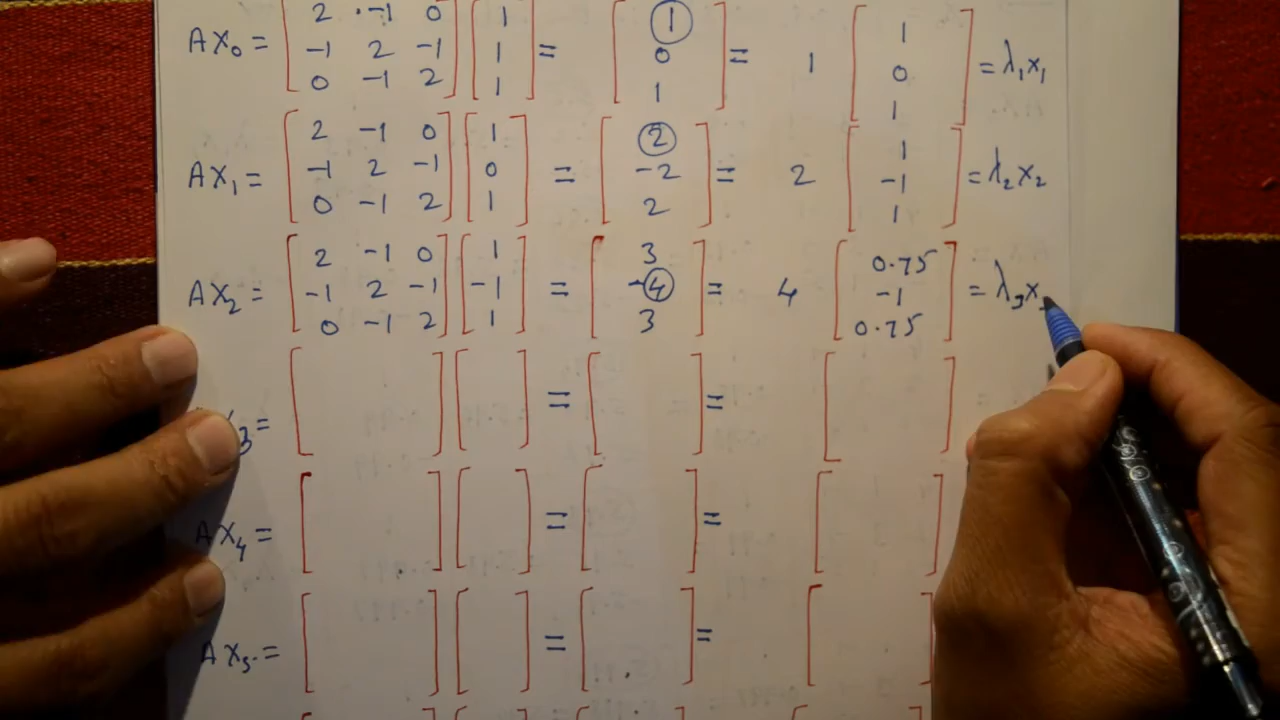 AX₀ = [2 -1 0; -1 2 -1; 0 -1 2] [1; 1; 1] = [1; 0; 1] = 1 [1; 0; 1] = λ₁x₁
AX₁ = [2 -1 0; -1 2 -1; 0 -1 2] [1; 0; 1] = [2; -2; 2] = 2 [1; -1; 1] = λ₂x₂
AX₂ = [2 -1 0; -1 2 -1; 0 -1 2] [1; -1; 1] = [3; -4; 3] = 4 [0.75; -1; 0.75] = λ₃x
X₃ = [ ] [ ] = [ ] = [ ]
AX₄ = [ ] [ ] = [ ] = [ ]
AX₅ = [ ] [ ] = [ ] = [ ]